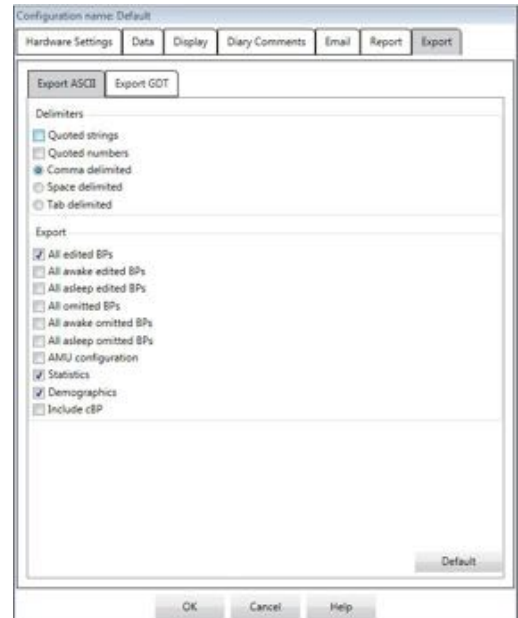 Configuration name: Default
Hardware Settings Data Display Diary Comments Email Report Export
Export ASCII Export GDT
Delimiters
Quoted strings
Quoted numbers
Comma delimited
Space delimited
Tab delimited
Export
All edited BPs
All awake edited BPs
All asleep edited BPs
All omitted BPs
All awake omitted BPs
All asleep omitted BPs
AMU configuration
Statistics
Demographics
Include cBP
Default
OK Cancel Help